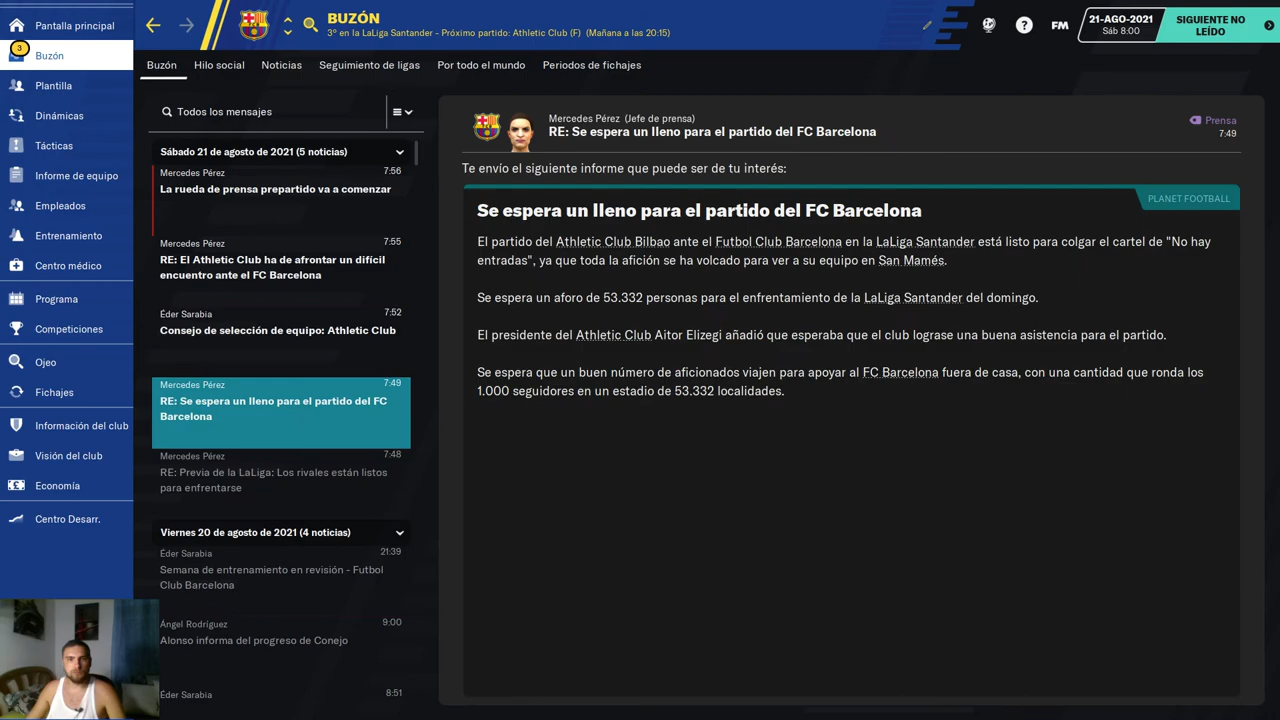 Pantalla principal
3
Buzón
Plantilla
Dinámicas
Tácticas
Informe de equipo
Empleados
Entrenamiento
Centro médico
Programa
Competiciones
Ojeo
Fichajes
Información del club
Visión del club
Economía
Centro Desarr.
BUZÓN
3º en la LaLiga Santander - Próximo partido: Athletic Club (F) (Mañana a las 20:15)
?
FM
21-AGO-2021
Sáb 8:00
SIGUIENTE NO
LEÍDO
Buzón
Hilo social
Noticias
Seguimiento de ligas
Por todo el mundo
Periodos de fichajes
Todos los mensajes
Sábado 21 de agosto de 2021 (5 noticias)
Mercedes Pérez 7:56
La rueda de prensa prepartido va a comenzar
Mercedes Pérez 7:55
RE: El Athletic Club ha de afrontar un difícil
encuentro ante el FC Barcelona
Éder Sarabia 7:52
Consejo de selección de equipo: Athletic Club
Mercedes Pérez 7:49
RE: Se espera un lleno para el partido del FC
Barcelona
Mercedes Pérez 7:48
RE: Previa de la LaLiga: Los rivales están listos
para enfrentarse
Viernes 20 de agosto de 2021 (4 noticias)
Éder Sarabia 21:39
Semana de entrenamiento en revisión - Futbol
Club Barcelona
Ángel Rodríguez 9:00
Alonso informa del progreso de Conejo
Éder Sarabia 8:51
Mercedes Pérez (Jefe de prensa)
RE: Se espera un lleno para el partido del FC Barcelona
Prensa
7:49
Te envío el siguiente informe que puede ser de tu interés:
PLANET FOOTBALL
Se espera un lleno para el partido del FC Barcelona
El partido del Athletic Club Bilbao ante el Futbol Club Barcelona en la LaLiga Santander está listo para colgar el cartel de "No hay
entradas", ya que toda la afición se ha volcado para ver a su equipo en San Mamés.
Se espera un aforo de 53.332 personas para el enfrentamiento de la LaLiga Santander del domingo.
El presidente del Athletic Club Aitor Elizegi añadió que esperaba que el club lograse una buena asistencia para el partido.
Se espera que un buen número de aficionados viajen para apoyar al FC Barcelona fuera de casa, con una cantidad que ronda los
1.000 seguidores en un estadio de 53.332 localidades.